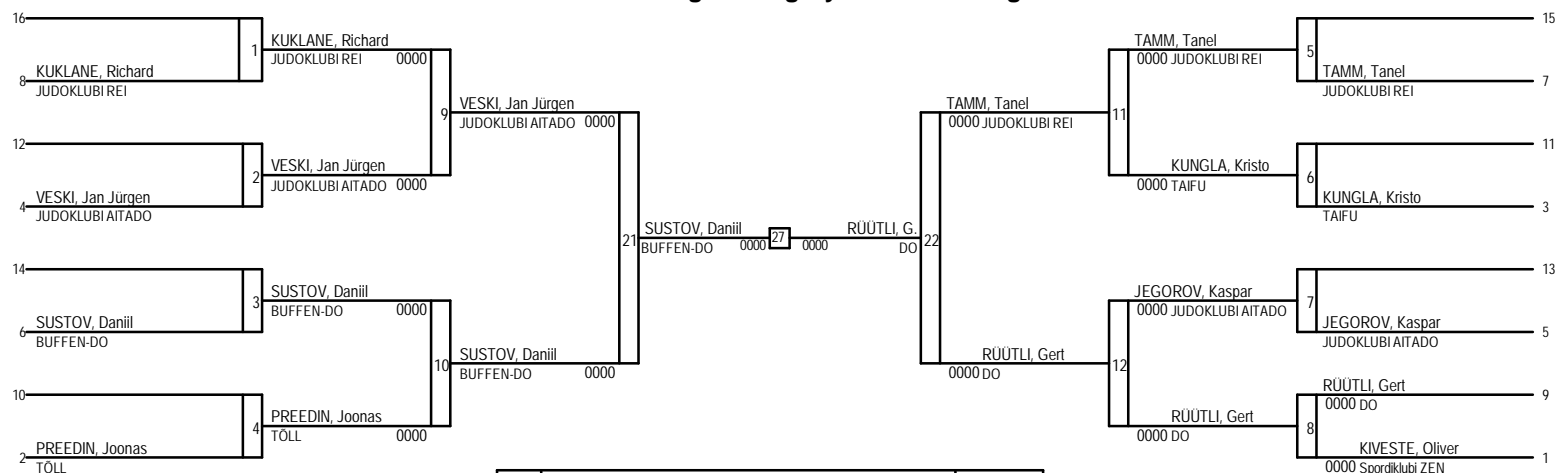 16
KUKLANE, Richard
8
JUDOKLUBI REI
1
KUKLANE, Richard
JUDOKLUBI REI 0000
12
VESKI, Jan Jürgen
4
JUDOKLUBI AITADO
2
VESKI, Jan Jürgen
JUDOKLUBI AITADO 0000
9
VESKI, Jan Jürgen
JUDOKLUBI AITADO 0000
14
SUSTOV, Daniil
6
BUFFEN-DO
3
SUSTOV, Daniil
BUFFEN-DO 0000
10
PREEDIN, Joonas
2
TÕLL
4
PREEDIN, Joonas
TÕLL 0000
10
SUSTOV, Daniil
BUFFEN-DO 0000
21
SUSTOV, Daniil
BUFFEN-DO 0000
27
RÜÜTLI, G.
0000 DO
22
TAMM, Tanel
0000 JUDOKLUBI REI
11
TAMM, Tanel
0000 JUDOKLUBI REI
5
15
TAMM, Tanel
7
JUDOKLUBI REI
KUNGLA, Kristo
0000 TAIFU
6
11
KUNGLA, Kristo
3
TAIFU
RÜÜTLI, Gert
0000 DO
12
JEGOROV, Kaspar
0000 JUDOKLUBI AITADO
7
13
JEGOROV, Kaspar
5
JUDOKLUBI AITADO
RÜÜTLI, Gert
0000 DO
8
RÜÜTLI, Gert
9
0000 DO
KIVESTE, Oliver
1
0000 Spordiklubi ZEN